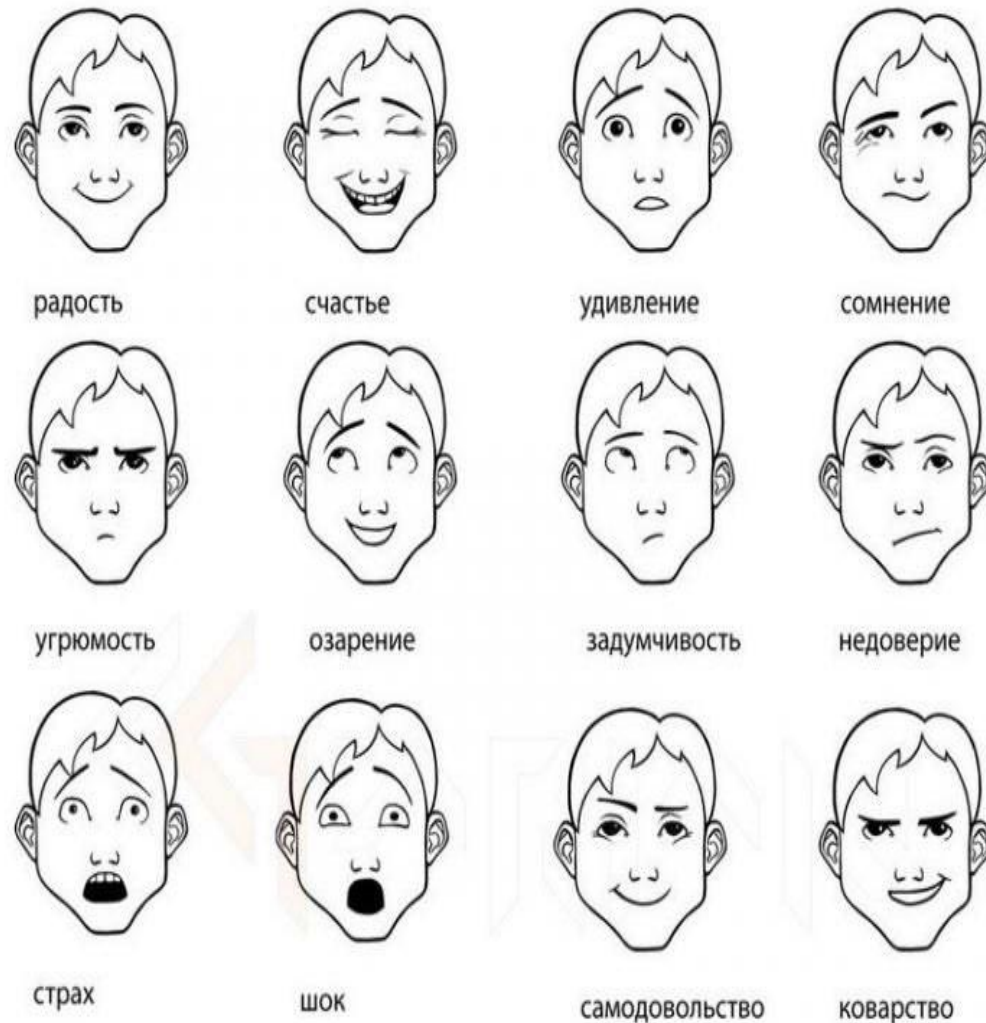 радость счастье удивление сомнение
угрюмость озарение задумчивость недоверие
страх шок самодовольство коварство